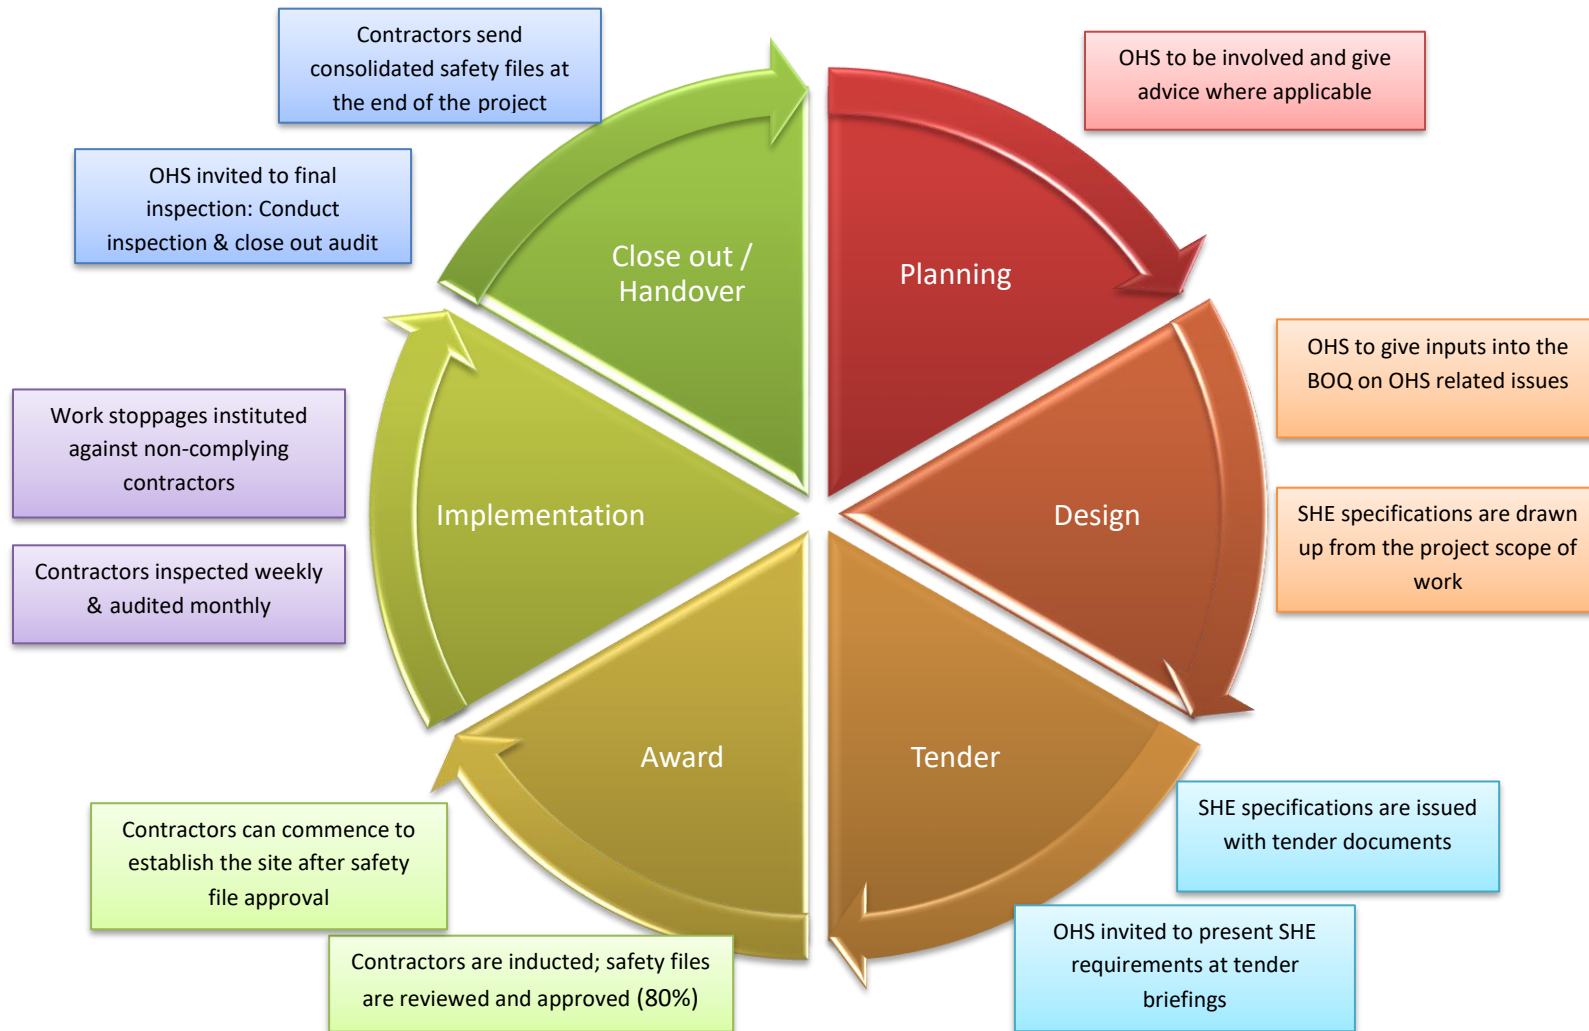 Contractors send
consolidated safety files at
the end of the project
OHS to be involved and give
advice where applicable
OHS invited to final
inspection: Conduct
inspection & close out audit
Close out /
Handover
Planning
OHS to give inputs into the
BOQ on OHS related issues
Work stoppages instituted
against non-complying
contractors
Implementation
Design
SHE specifications are drawn
up from the project scope of
work
Contractors inspected weekly
& audited monthly
Award
Tender
Contractors can commence to
establish the site after safety
file approval
SHE specifications are issued
with tender documents
Contractors are inducted; safety files
are reviewed and approved (80%)
OHS invited to present SHE
requirements at tender
briefings